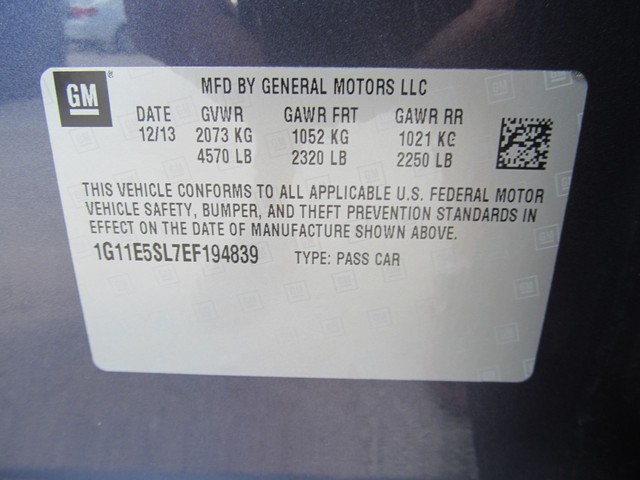 GM ®
MFD BY GENERAL MOTORS LLC
DATE GVWR GAWR FRT GAWR RR
12/13 2073 KG 1052 KG 1021 KG
4570 LB 2320 LB 2250 LB
THIS VEHICLE CONFORMS TO ALL APPLICABLE U.S. FEDERAL MOTOR
VEHICLE SAFETY, BUMPER, AND THEFT PREVENTION STANDARDS IN
EFFECT ON THE DATE OF MANUFACTURE SHOWN ABOVE.
1G11E5SL7EF194839 TYPE: PASS CAR